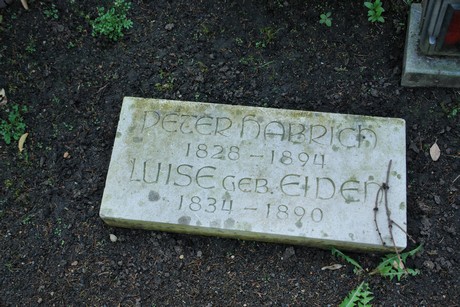 PETER HABRICH
1828 – 1894
LUISE GEB. EIDEN
1834 – 1890